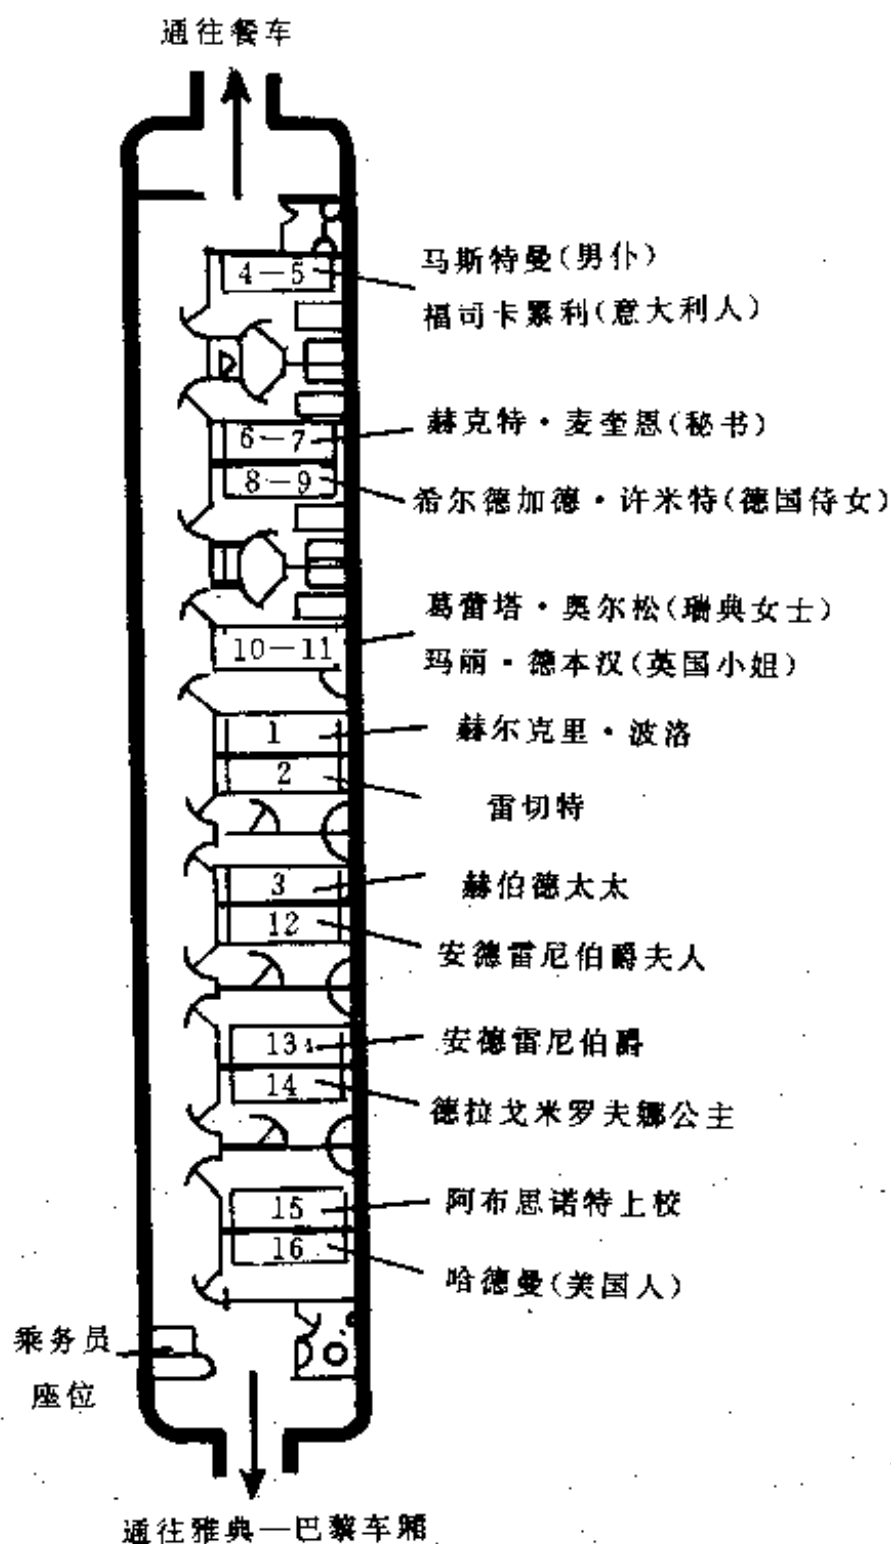 通往餐车
4—5
马斯特曼(男仆)
福司卡累利(意大利人)
6—7
赫克特·麦奎恩(秘书)
8—9
希尔德加德·许米特(德国侍女)
10—11
葛蕾塔·奥尔松(瑞典女士)
玛丽·德本汉(英国小姐)
1
赫尔克里·波洛
2
雷切特
3
赫伯德太太
12
安德雷尼伯爵夫人
13
安德雷尼伯爵
14
德拉戈米罗夫娜公主
15
阿布思诺特上校
16
哈德曼(美国人)
乘务员
座位
通往雅典—巴黎车厢